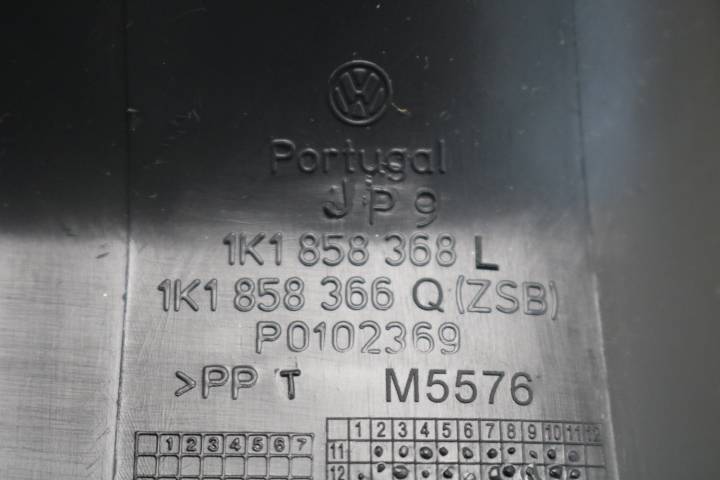 VW
Portugal
JP9
1K1 858 368 L
1K1 858 366 Q (ZSB)
P0102369
>PP T M5576
1 2 3 4 5 6 7
1 2 3 4 5 6 7 8 9 10 11 12
11
12